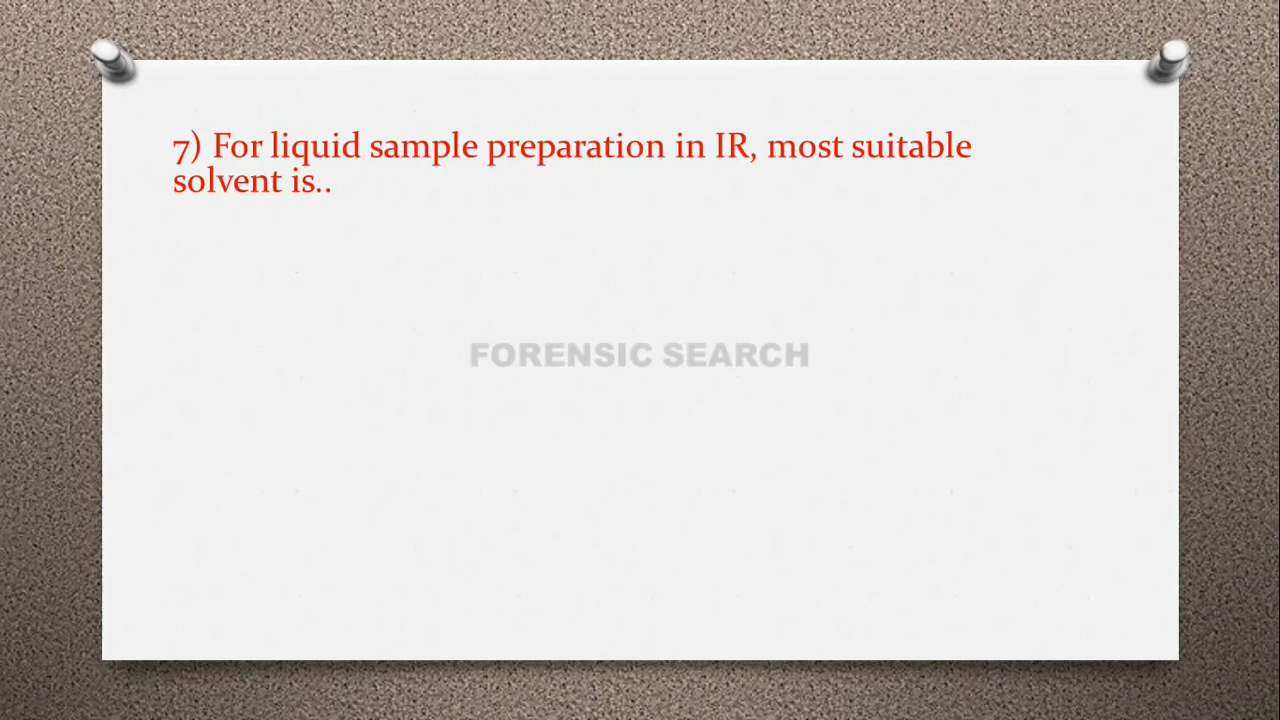 7) For liquid sample preparation in IR, most suitable
solvent is..
FORENSIC SEARCH